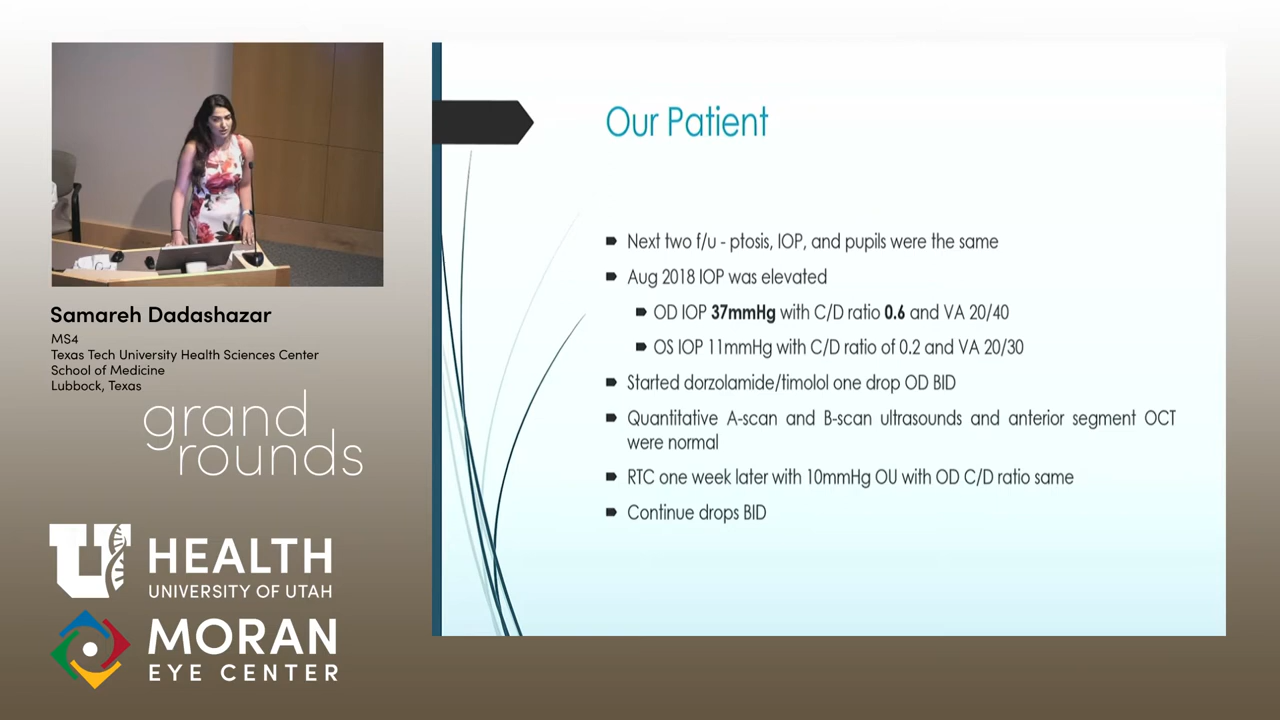 Our Patient
Next two f/u - ptosis, IOP, and pupils were the same
Aug 2018 IOP was elevated
OD IOP 37mmHg with C/D ratio 0.6 and VA 20/40
OS IOP 11mmHg with C/D ratio of 0.2 and VA 20/30
Started dorzolamide/timolol one drop OD BID
Quantitative A-scan and B-scan ultrasounds and anterior segment OCT
were normal
RTC one week later with 10mmHg OU with OD C/D ratio same
Continue drops BID
Samareh Dadashazar
MS4
Texas Tech University Health Sciences Center
School of Medicine
Lubbock, Texas
grand
rounds
U
HEALTH
UNIVERSITY OF UTAH
MORAN
EYE CENTER